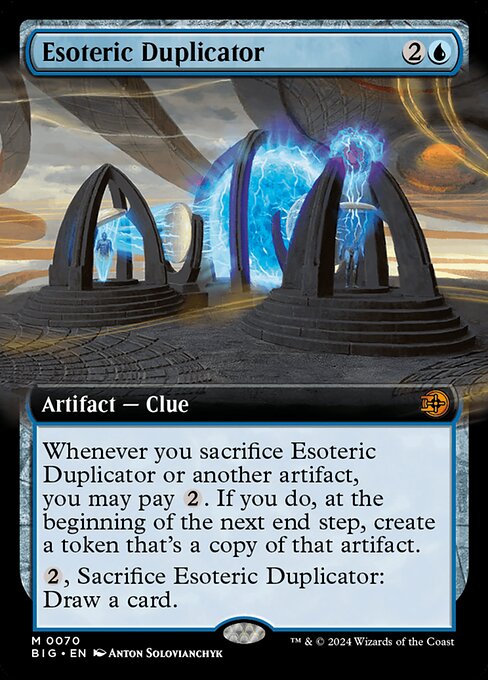 Esoteric Duplicator 2
Artifact — Clue
Whenever you sacrifice Esoteric
Duplicator or another artifact,
you may pay 2. If you do, at the
beginning of the next end step, create
a token that's a copy of that artifact.
2, Sacrifice Esoteric Duplicator:
Draw a card.
M 0070
BIG • EN Anton Solovianchyk
™ & © 2024 Wizards of the Coast